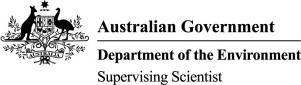 Australian Government
Department of the Environment
Supervising Scientist